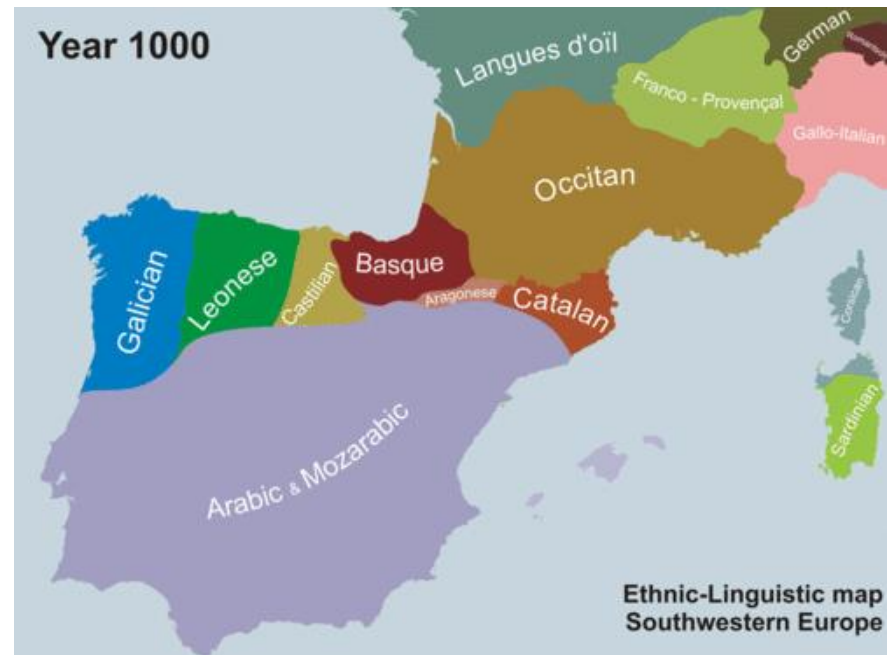 Year 1000
Langues d'oïl
German
Franco - Provençal
Gallo-Italian
Occitan
Galician
Leonese
Castilian
Basque
Aragonese
Catalan
Corsican
Sardinian
Arabic & Mozarabic
Ethnic-Linguistic map
Southwestern Europe